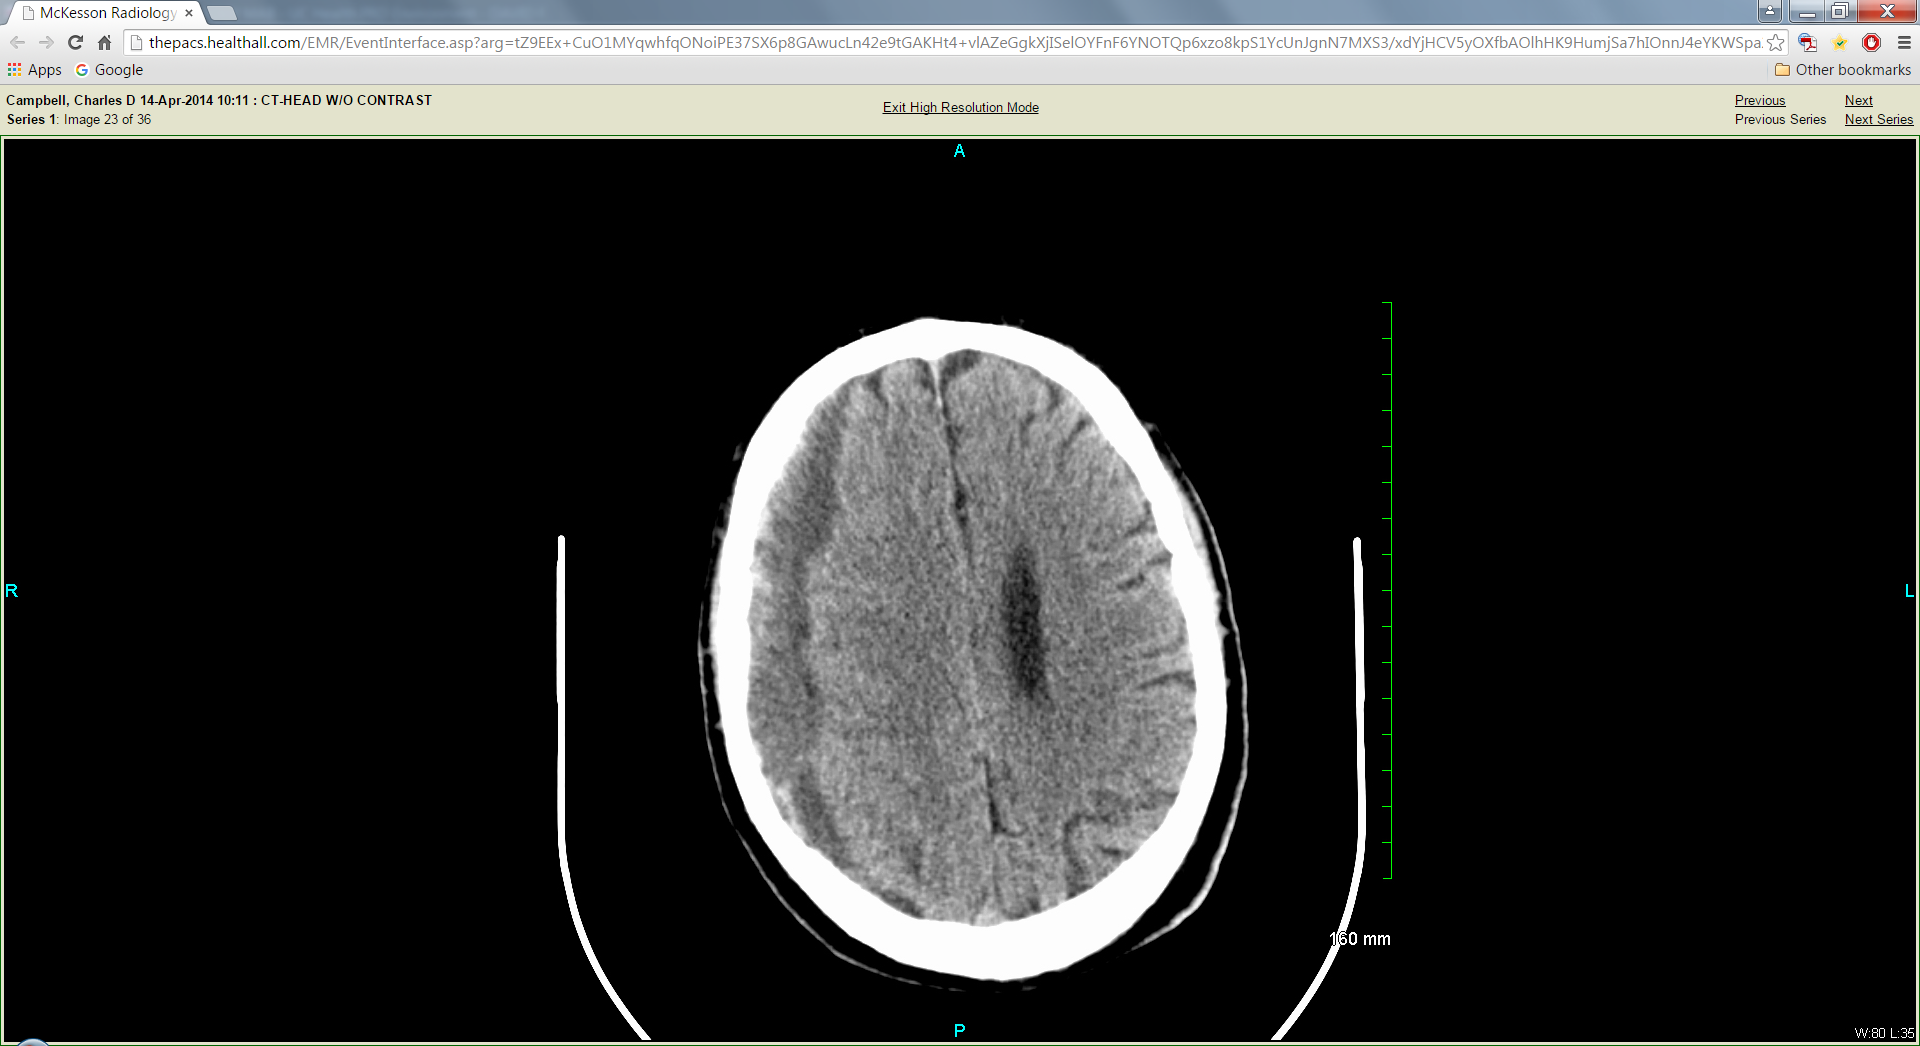 McKesson Radiology
thepacs.healthall.com/EMR/EventInterface.asp?arg=tZ9EEx+CuO1MYqwhfqONoiPE37SX6p8GAwucLn42e9tGAKHt4+vlAZeGgkXjISelOYFnF6YNOTQp6xzo8kpS1YcUnJgnN7MXS3/xdYjHCV5yOXfbAOlhHK9HumjSa7hIOnnJ4eYKWSpa
Apps Google Other bookmarks
Campbell, Charles D 14-Apr-2014 10:11 : CT-HEAD W/O CONTRAST
Series 1: Image 23 of 36
Exit High Resolution Mode
Previous Next
Previous Series Next Series
A
R
L
160 mm
P
W:80 L:35